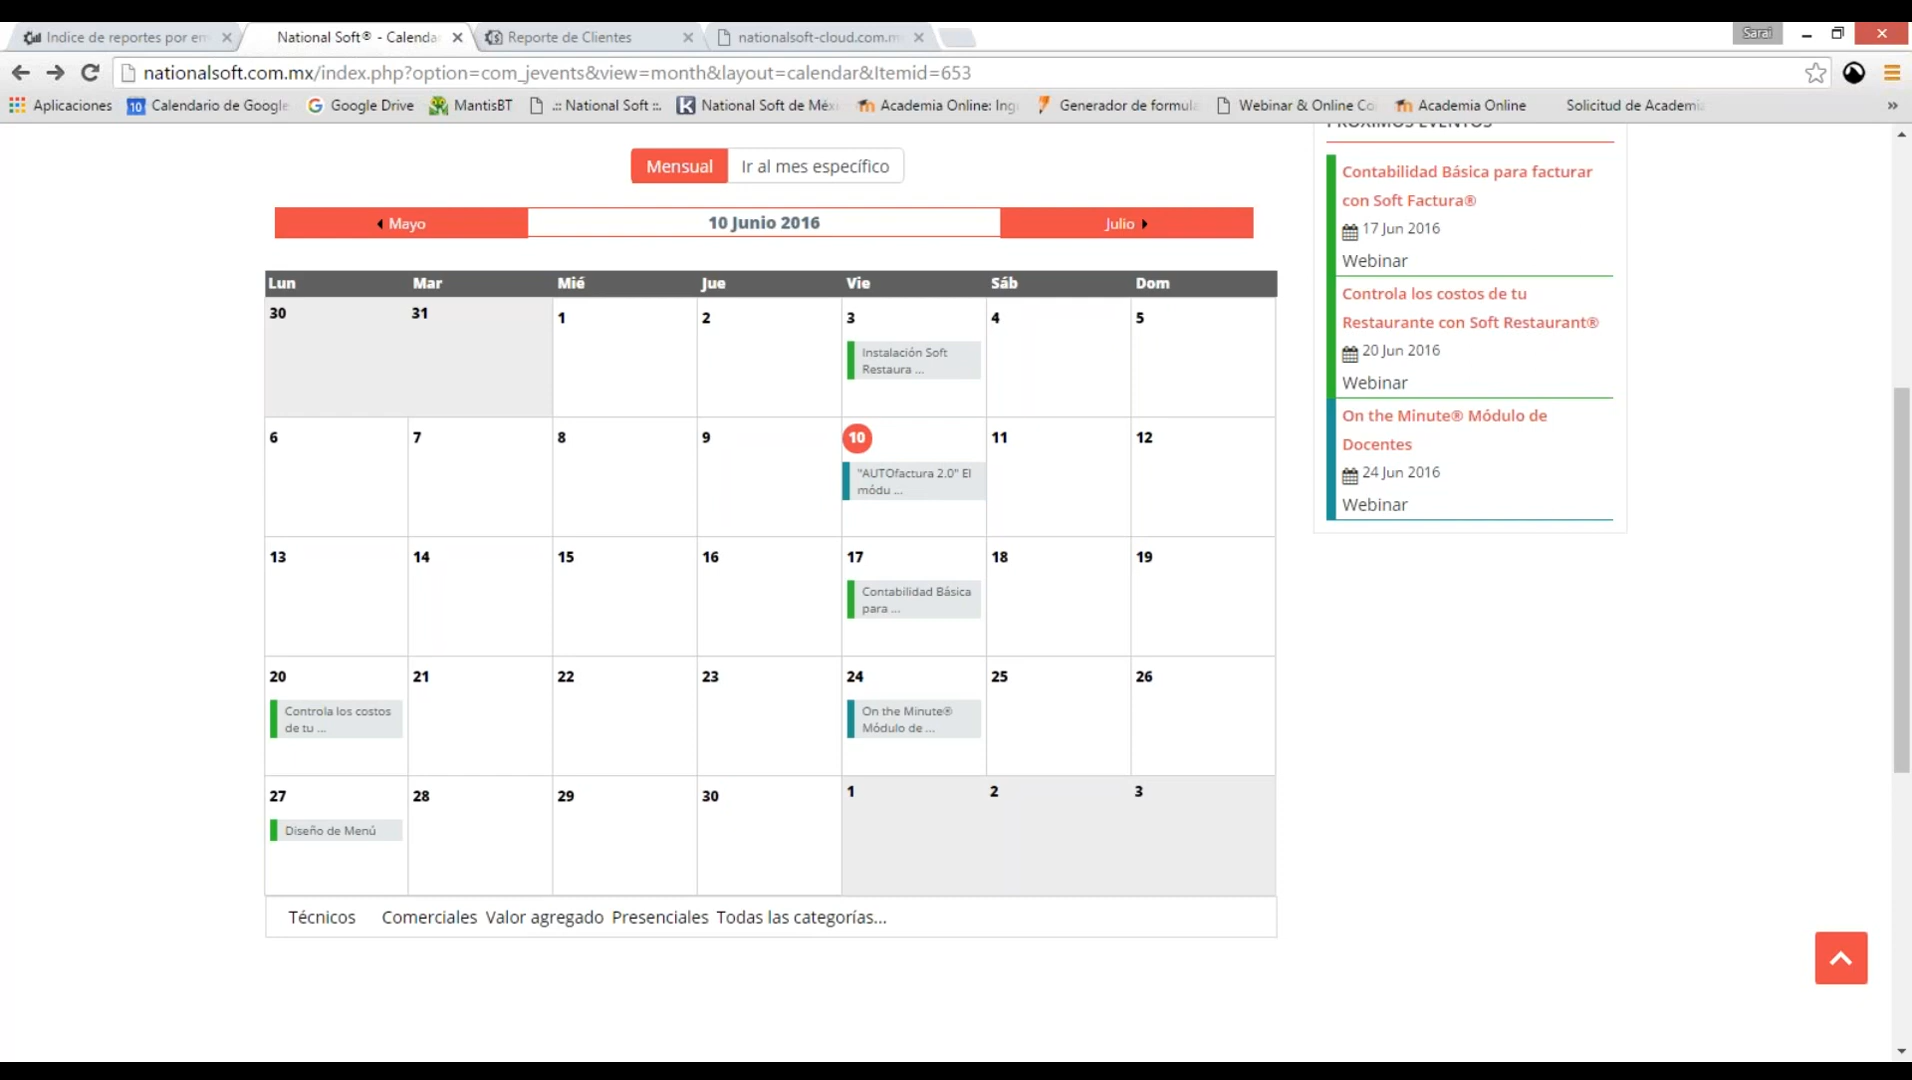 Indice de reportes por em
National Soft® - Calenda
Reporte de Clientes
nationalsoft-cloud.com.m
Sarai
nationalsoft.com.mx/index.php?option=com_jevents&view=month&layout=calendar&Itemid=653
Aplicaciones
Calendario de Google
Google Drive
MantisBT
.:: National Soft ::.
National Soft de Méx
Academia Online: Ing
Generador de formula
Webinar & Online Co
Academia Online
Solicitud de Academia
»
Mensual
Ir al mes específico
Mayo
10 Junio 2016
Julio
Lun Mar Mié Jue Vie Sáb Dom
30 31 1 2 3 4 5
Instalación Soft
Restaura ...
6 7 8 9 10 11 12
"AUTOfactura 2.0" El
módu ...
13 14 15 16 17 18 19
Contabilidad Básica
para ...
20 21 22 23 24 25 26
Controla los costos
de tu ...
On the Minute®
Módulo de ...
27 28 29 30 1 2 3
Diseño de Menú
Técnicos Comerciales Valor agregado Presenciales Todas las categorías...
PRÓXIMOS EVENTOS
Contabilidad Básica para facturar
con Soft Factura®
17 Jun 2016
Webinar
Controla los costos de tu
Restaurante con Soft Restaurant®
20 Jun 2016
Webinar
On the Minute® Módulo de
Docentes
24 Jun 2016
Webinar